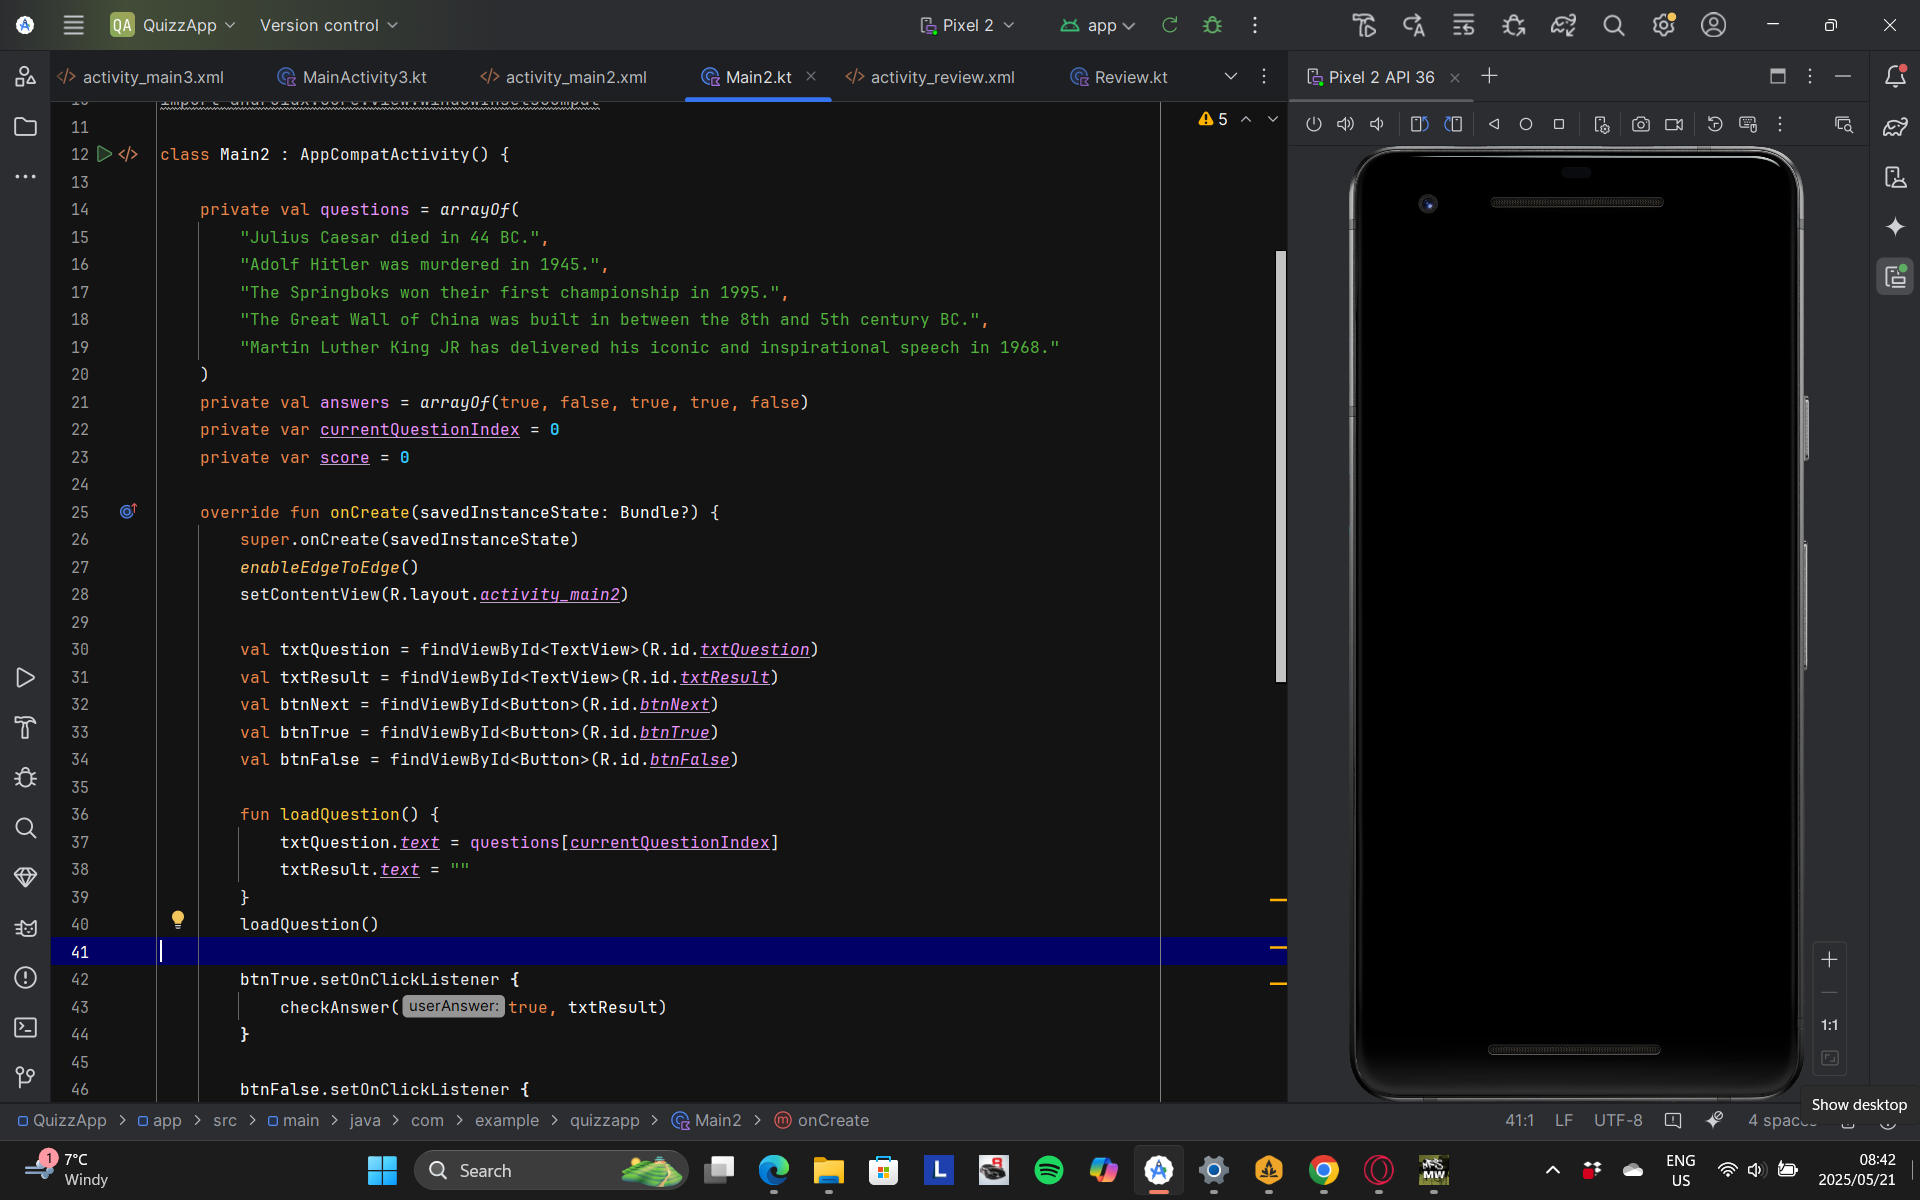 QA QuizzApp Version control Pixel 2 app
activity_main3.xml MainActivity3.kt activity_main2.xml Main2.kt activity_review.xml Review.kt Pixel 2 API 36
5
11
12 class Main2 : AppCompatActivity() {
13
14 private val questions = arrayOf(
15 "Julius Caesar died in 44 BC.",
16 "Adolf Hitler was murdered in 1945.",
17 "The Springboks won their first championship in 1995.",
18 "The Great Wall of China was built in between the 8th and 5th century BC.",
19 "Martin Luther King JR has delivered his iconic and inspirational speech in 1968."
20 )
21 private val answers = arrayOf(true, false, true, true, false)
22 private var currentQuestionIndex = 0
23 private var score = 0
24
25 override fun onCreate(savedInstanceState: Bundle?) {
26 super.onCreate(savedInstanceState)
27 enableEdgeToEdge()
28 setContentView(R.layout.activity_main2)
29
30 val txtQuestion = findViewById<TextView>(R.id.txtQuestion)
31 val txtResult = findViewById<TextView>(R.id.txtResult)
32 val btnNext = findViewById<Button>(R.id.btnNext)
33 val btnTrue = findViewById<Button>(R.id.btnTrue)
34 val btnFalse = findViewById<Button>(R.id.btnFalse)
35
36 fun loadQuestion() {
37 txtQuestion.text = questions[currentQuestionIndex]
38 txtResult.text = ""
39 }
40 loadQuestion()
41
42 btnTrue.setOnClickListener {
43 checkAnswer( userAnswer: true, txtResult)
44 }
45
46 btnFalse.setOnClickListener {
1:1
Show desktop
QuizzApp > app > src > main > java > com > example > quizzapp > Main2 > onCreate 41:1 LF UTF-8 4 spac
1 7°C
Windy
Search
L
MW
ENG
US
08:42
2025/05/21